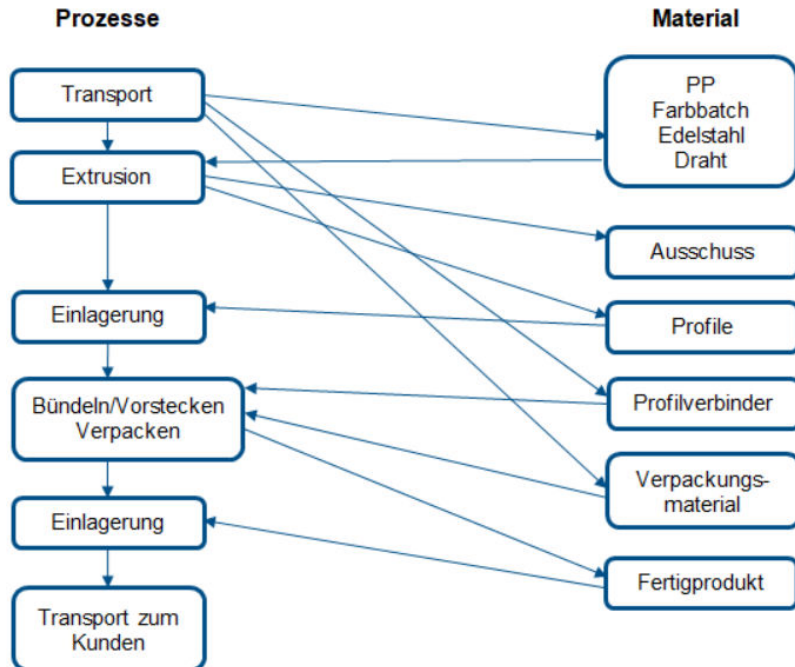 Prozesse
Material
Transport
Extrusion
Einlagerung
Bündeln/Vorstecken
Verpacken
Einlagerung
Transport zum
Kunden
PP
Farbbatch
Edelstahl
Draht
Ausschuss
Profile
Profilverbinder
Verpackungs-
material
Fertigprodukt